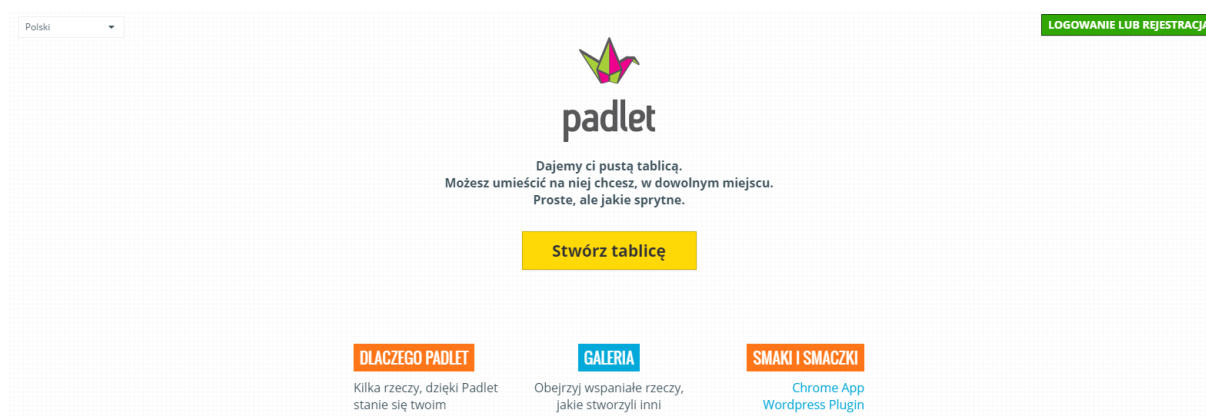 Polski
LOGOWANIE LUB REJESTRACJA
padlet
Dajemy ci pustą tablicą.
Możesz umieścić na niej chcesz, w dowolnym miejscu.
Proste, ale jakie sprytne.
Stwórz tablicę
DLACZEGO PADLET
Kilka rzeczy, dzięki Padlet
stanie się twoim
GALERIA
Obejrzyj wspaniałe rzeczy,
jakie stworzyli inni
SMAKI I SMACZKI
Chrome App
Wordpress Plugin